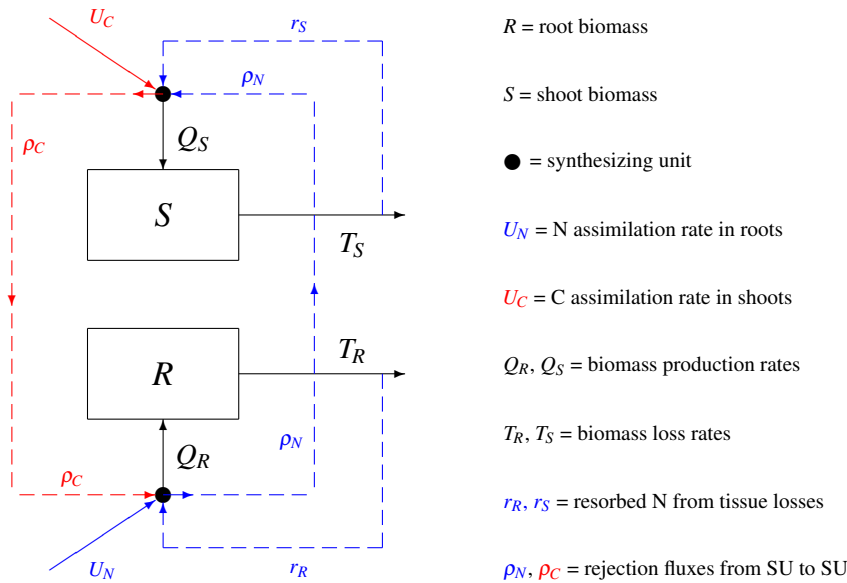 U_C
r_S
ρ_N
ρ_C
Q_S
S
T_S
T_R
R
Q_R
ρ_N
ρ_C
U_N
r_R
R = root biomass
S = shoot biomass
● = synthesizing unit
U_N = N assimilation rate in roots
U_C = C assimilation rate in shoots
Q_R, Q_S = biomass production rates
T_R, T_S = biomass loss rates
r_R, r_S = resorbed N from tissue losses
ρ_N, ρ_C = rejection fluxes from SU to SU